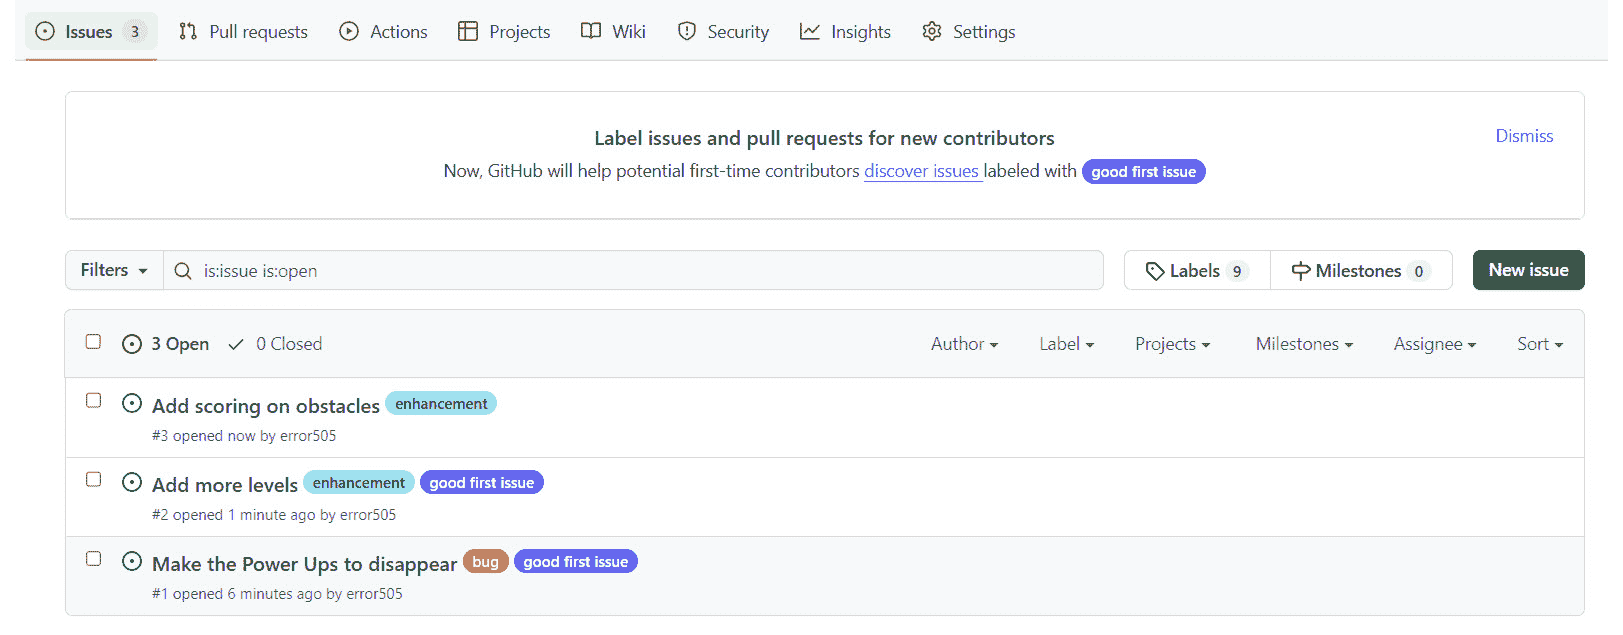 Issues 3 Pull requests Actions Projects Wiki Security Insights Settings
Label issues and pull requests for new contributors
Dismiss
Now, GitHub will help potential first-time contributors discover issues labeled with good first issue
Filters is:issue is:open Labels 9 Milestones 0 New issue
3 Open 0 Closed Author Label Projects Milestones Assignee Sort
Add scoring on obstacles enhancement
#3 opened now by error505
Add more levels enhancement good first issue
#2 opened 1 minute ago by error505
Make the Power Ups to disappear bug good first issue
#1 opened 6 minutes ago by error505